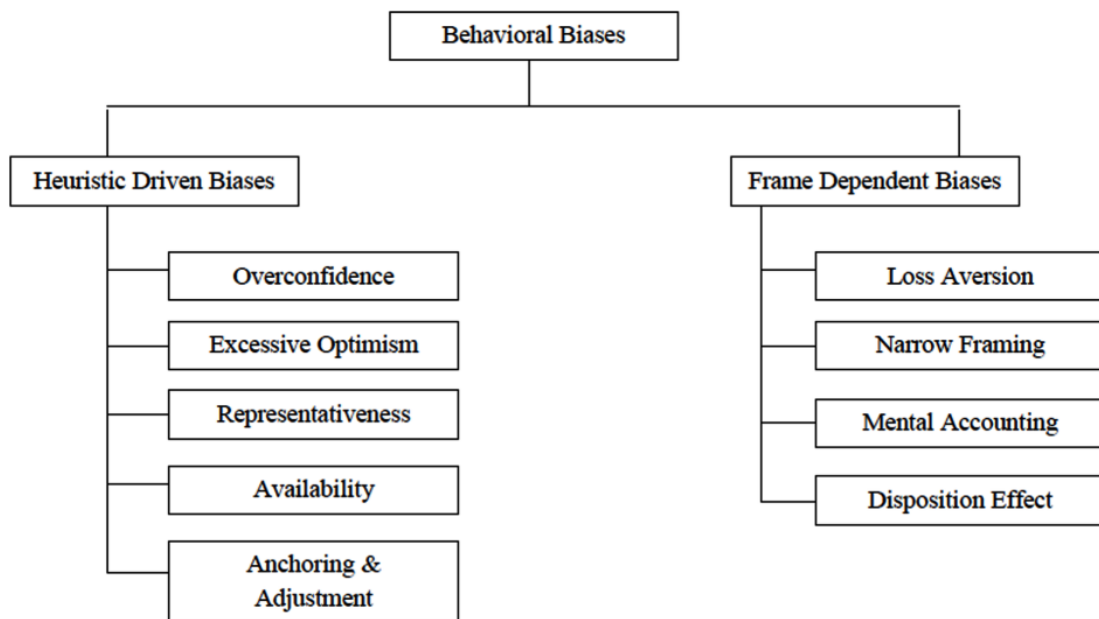 Behavioral Biases
Heuristic Driven Biases
Overconfidence
Excessive Optimism
Representativeness
Availability
Anchoring &
Adjustment
Frame Dependent Biases
Loss Aversion
Narrow Framing
Mental Accounting
Disposition Effect